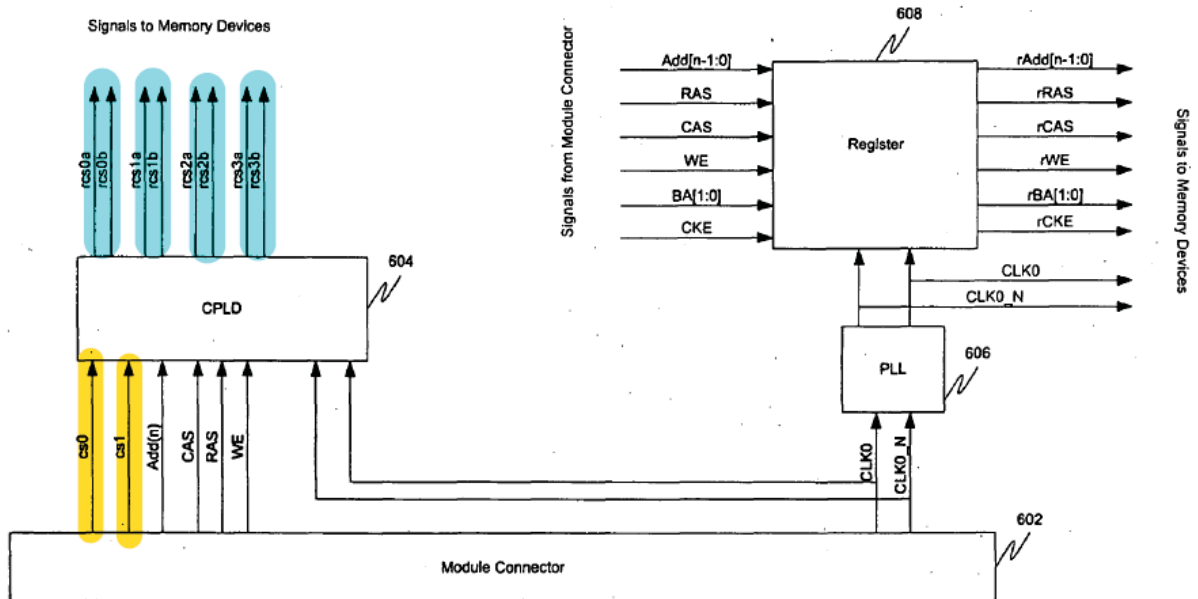 Signals to Memory Devices
rcs0a
rcs0b
rcs1a
rcs1b
rcs2a
rcs2b
rcs3a
rcs3b
604
CPLD
cs0
cs1
Add(n)
CAS
RAS
WE
Signals from Module Connector
608
Add[n-1:0]
RAS
CAS
WE
BA[1:0]
CKE
Register
rAdd[n-1:0]
rRAS
rCAS
rWE
rBA[1:0]
rCKE
Signals to Memory Devices
CLK0
CLK0_N
PLL
606
CLK0
CLK0_N
602
Module Connector